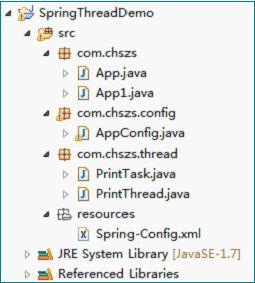 SpringThreadDemo
src
com.chszs
App.java
App1.java
com.chszs.config
AppConfig.java
com.chszs.thread
PrintTask.java
PrintThread.java
resources
Spring-Config.xml
JRE System Library [JavaSE-1.7]
Referenced Libraries